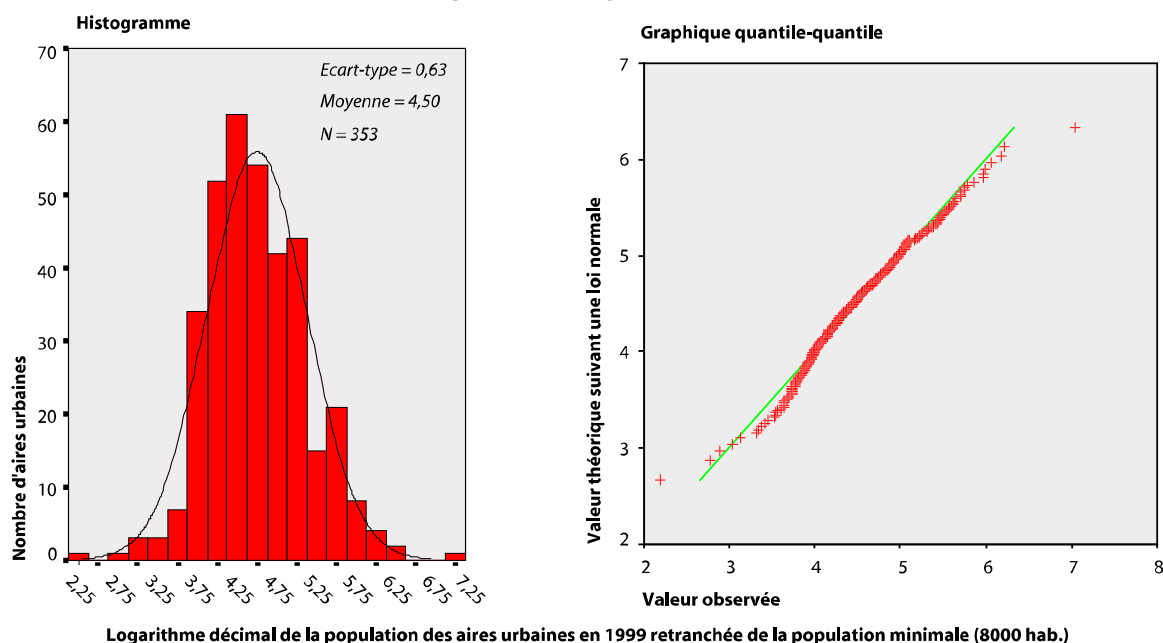 Histogramme
Ecart-type = 0,63
Moyenne = 4,50
N = 353
Nombre d'aires urbaines
70
60
50
40
30
20
10
0
2,25
2,75
3,25
3,75
4,25
4,75
5,25
5,75
6,25
6,75
7,25
Graphique quantile-quantile
Valeur théorique suivant une loi normale
7
6
5
4
3
2
2 3 4 5 6 7 8
Valeur observée
Logarithme décimal de la population des aires urbaines en 1999 retranchée de la population minimale (8000 hab.)